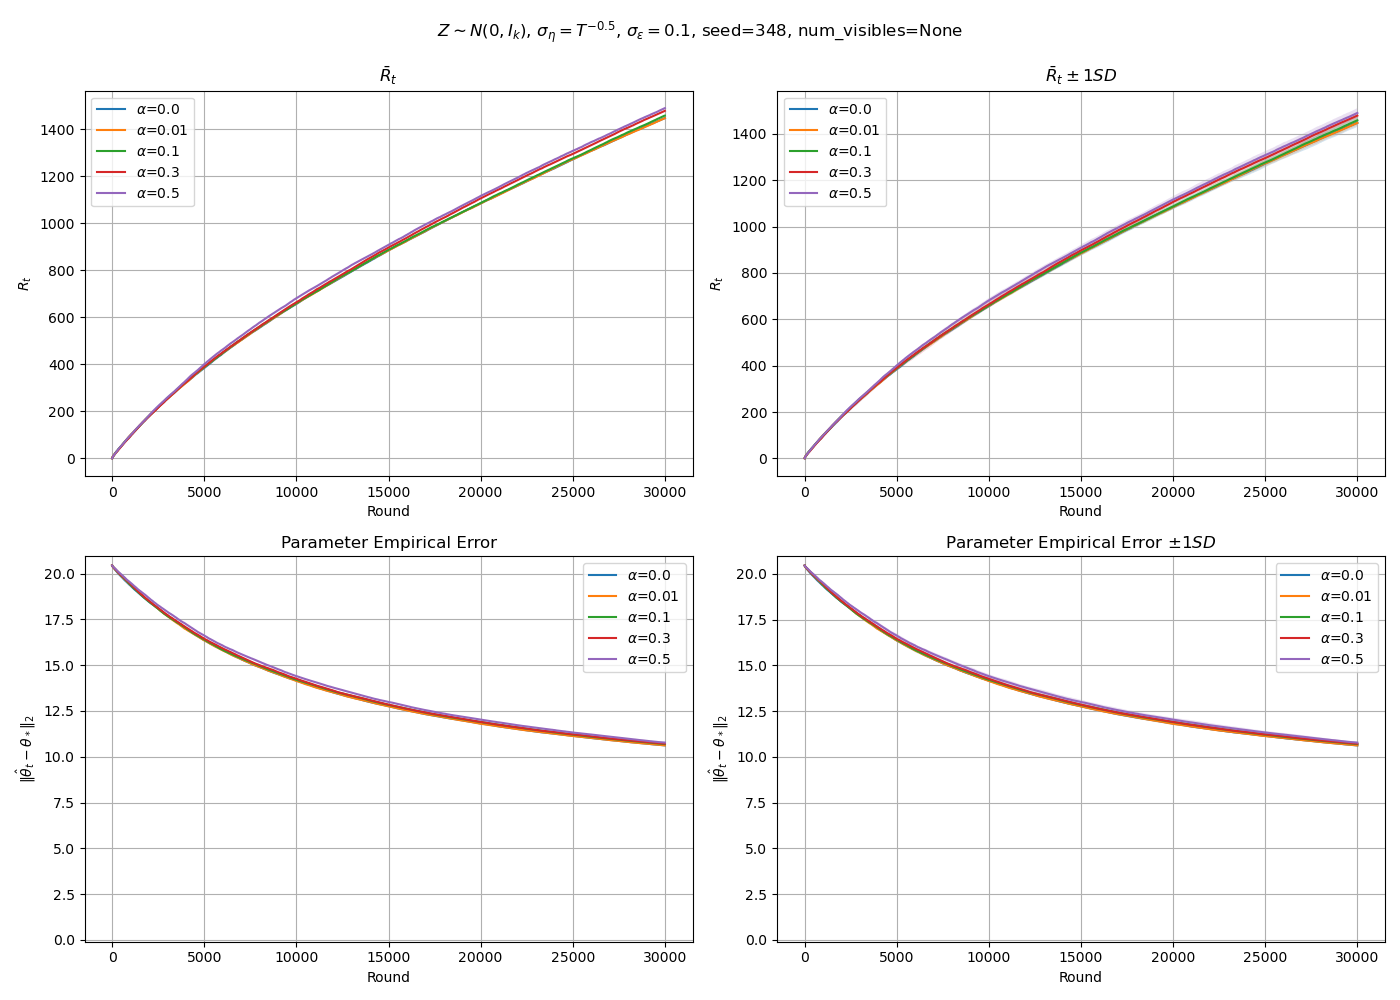 Z ~ N(0, I_k), σ_η = T^{-0.5}, σ_ε = 0.1, seed=348, num_visibles=None
R̄_t
R_t
1400
1200
1000
800
600
400
200
0
α=0.0
α=0.01
α=0.1
α=0.3
α=0.5
0 5000 10000 15000 20000 25000 30000
Round
R̄_t ± 1SD
R_t
1400
1200
1000
800
600
400
200
0
α=0.0
α=0.01
α=0.1
α=0.3
α=0.5
0 5000 10000 15000 20000 25000 30000
Round
Parameter Empirical Error
‖θ̂_t − θ_*‖_2
20.0
17.5
15.0
12.5
10.0
7.5
5.0
2.5
0.0
α=0.0
α=0.01
α=0.1
α=0.3
α=0.5
0 5000 10000 15000 20000 25000 30000
Round
Parameter Empirical Error ±1SD
‖θ̂_t − θ_*‖_2
20.0
17.5
15.0
12.5
10.0
7.5
5.0
2.5
0.0
α=0.0
α=0.01
α=0.1
α=0.3
α=0.5
0 5000 10000 15000 20000 25000 30000
Round